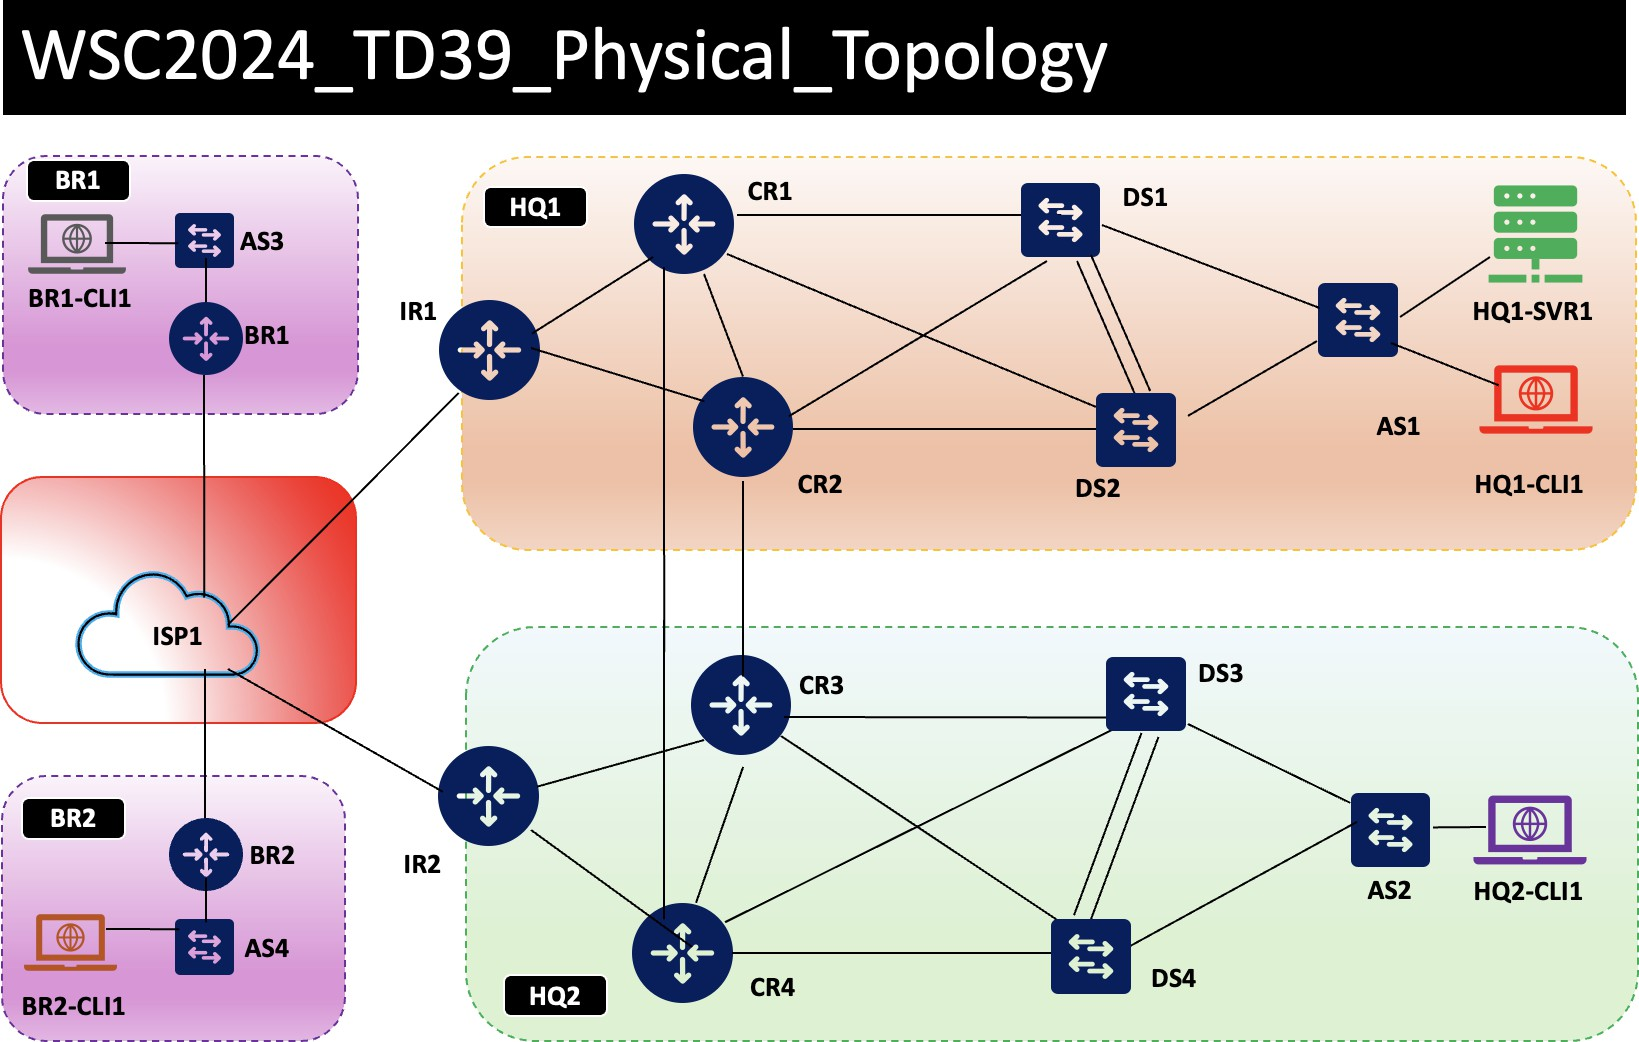 WSC2024_TD39_Physical_Topology
BR1
AS3
BR1-CLI1
BR1
HQ1
CR1
DS1
IR1
HQ1-SVR1
CR2
DS2
AS1
HQ1-CLI1
ISP1
CR3
DS3
BR2
BR2
IR2
AS2
HQ2-CLI1
AS4
BR2-CLI1
HQ2
CR4
DS4